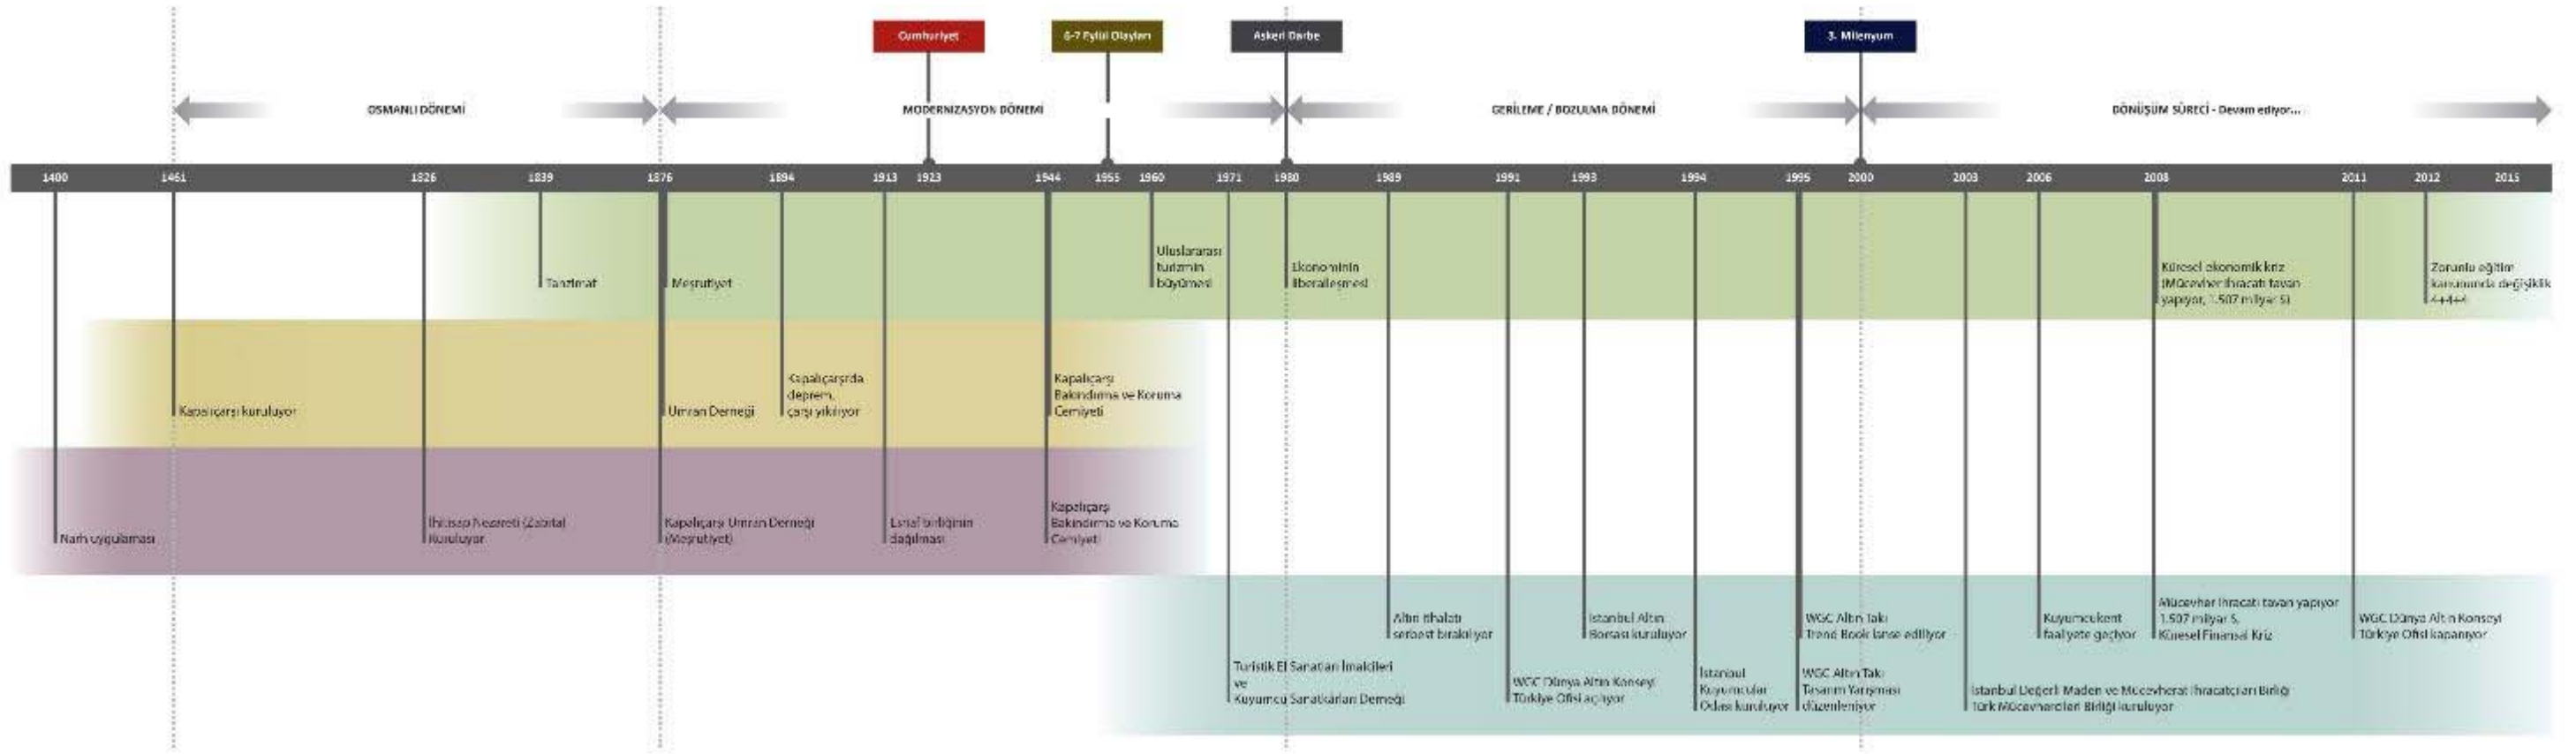 Cumhuriyet
6-7 Eylül Olayları
Askeri Darbe
3. Milenyum
OSMANLI DÖNEMİ
MODERNIZASYON DÖNEMİ
GERİLEME / BOZULMA DÖNEMİ
DÖNÜŞÜM SÜRECİ - Devam ediyor...
1400 1461 1826 1839 1876 1894 1913 1923 1944 1955 1960 1971 1980 1989 1991 1993 1994 1995 2000 2003 2006 2008 2011 2012 2015
Tanzimat
Meşrutiyet
Uluslararası
turizmin
büyümesi
Ekonominin
liberalleşmesi
Küresel ekonomik kriz
(Mücevher ihracatı tavan
yapıyor, 1.507 milyar $)
Zorunlu eğitim
kanununda değişiklik
4+4+4
Kapalıçarşı kuruluyor
Umran Derneği
Kapalıçarşıda
deprem,
çarşı yıkılıyor
Kapalıçarşı
Bakındırma ve Koruma
Cemiyeti
Narh uygulaması
İhtisap Nezareti (Zabıta)
Kuruluyor
Kapalıçarşı Umran Derneği
(Meşrutiyet)
Esnaf birliğinin
dağılması
Kapalıçarşı
Bakındırma ve Koruma
Cemiyeti
Turistik El Sanatları İmalcileri
ve
Kuyumcu Sanatkârları Derneği
Altın ithalatı
serbest bırakılıyor
WGC Dünya Altın Konseyi
Türkiye Ofisi açılıyor
İstanbul Altın
Borsası kuruluyor
İstanbul
Kuyumcular
Odası kuruluyor
WGC Altın Takı
Trend Book lanse ediliyor
WGC Altın Takı
Tasarım Yarışması
düzenleniyor
İstanbul Değerli Maden ve Mücevherat İhracatçıları Birliği
Türk Mücevhercileri Birliği kuruluyor
Kuyumcukent
faaliyete geçiyor
Mücevher ihracatı tavan yapıyor
1.507 milyar $,
Küresel Finansal Kriz
WGC Dünya Altın Konseyi
Türkiye Ofisi kapanıyor